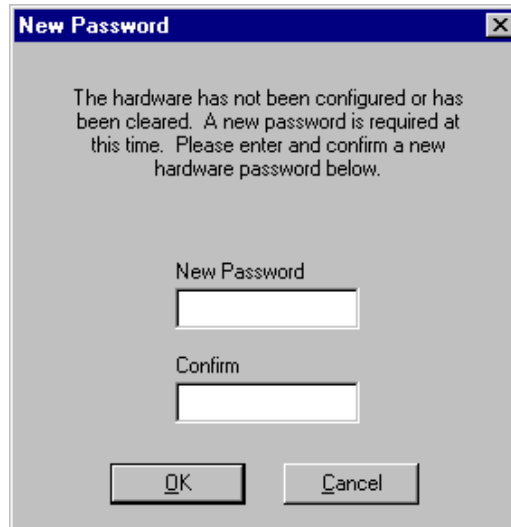 New Password
The hardware has not been configured or has
been cleared.  A new password is required at
this time.  Please enter and confirm a new
hardware password below.
New Password
Confirm
OK
Cancel